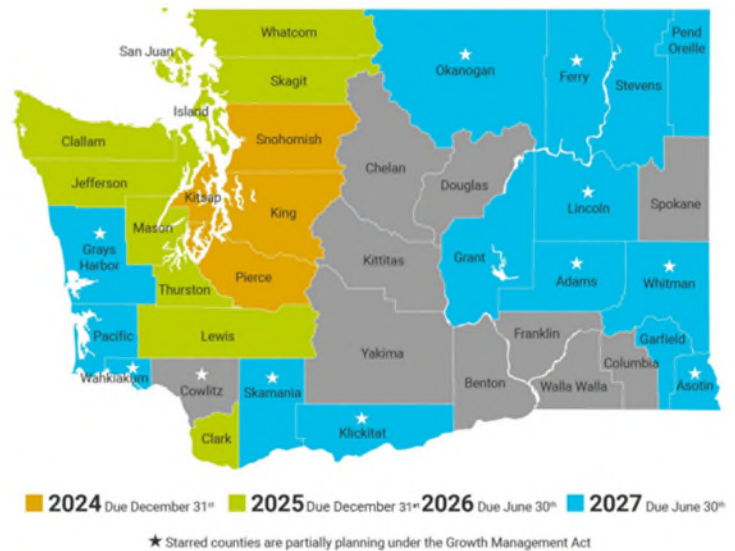 Whatcom
San Juan
Skagit
Island
Okanogan
Ferry
Stevens
Pend
Oreille
Clallam
Snohomish
Chelan
Douglas
Jefferson
Kitsap
King
Lincoln
Spokane
Mason
Grays
Harbor
Kittitas
Grant
Adams
Whitman
Pierce
Thurston
Pacific
Lewis
Yakima
Franklin
Garfield
Columbia
Wahkiakum
Cowlitz
Skamania
Benton
Walla Walla
Asotin
Clark
Klickitat
2024 Due December 31st 2025 Due December 31st 2026 Due June 30th 2027 Due June 30th
★ Starred counties are partially planning under the Growth Management Act